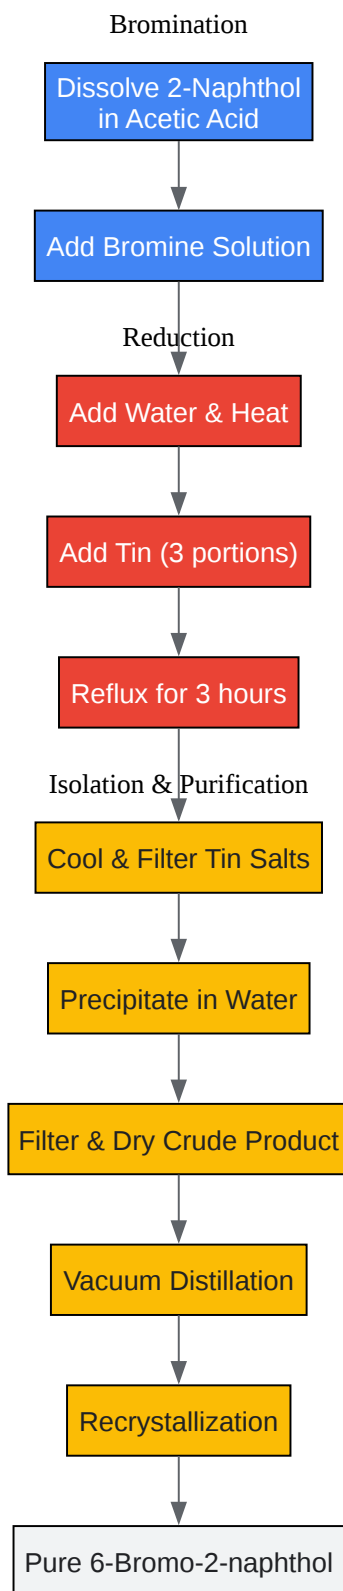 Bromination
Dissolve 2-Naphthol
in Acetic Acid
Add Bromine Solution
Reduction
Add Water & Heat
Add Tin (3 portions)
Reflux for 3 hours
Isolation & Purification
Cool & Filter Tin Salts
Precipitate in Water
Filter & Dry Crude Product
Vacuum Distillation
Recrystallization
Pure 6-Bromo-2-naphthol